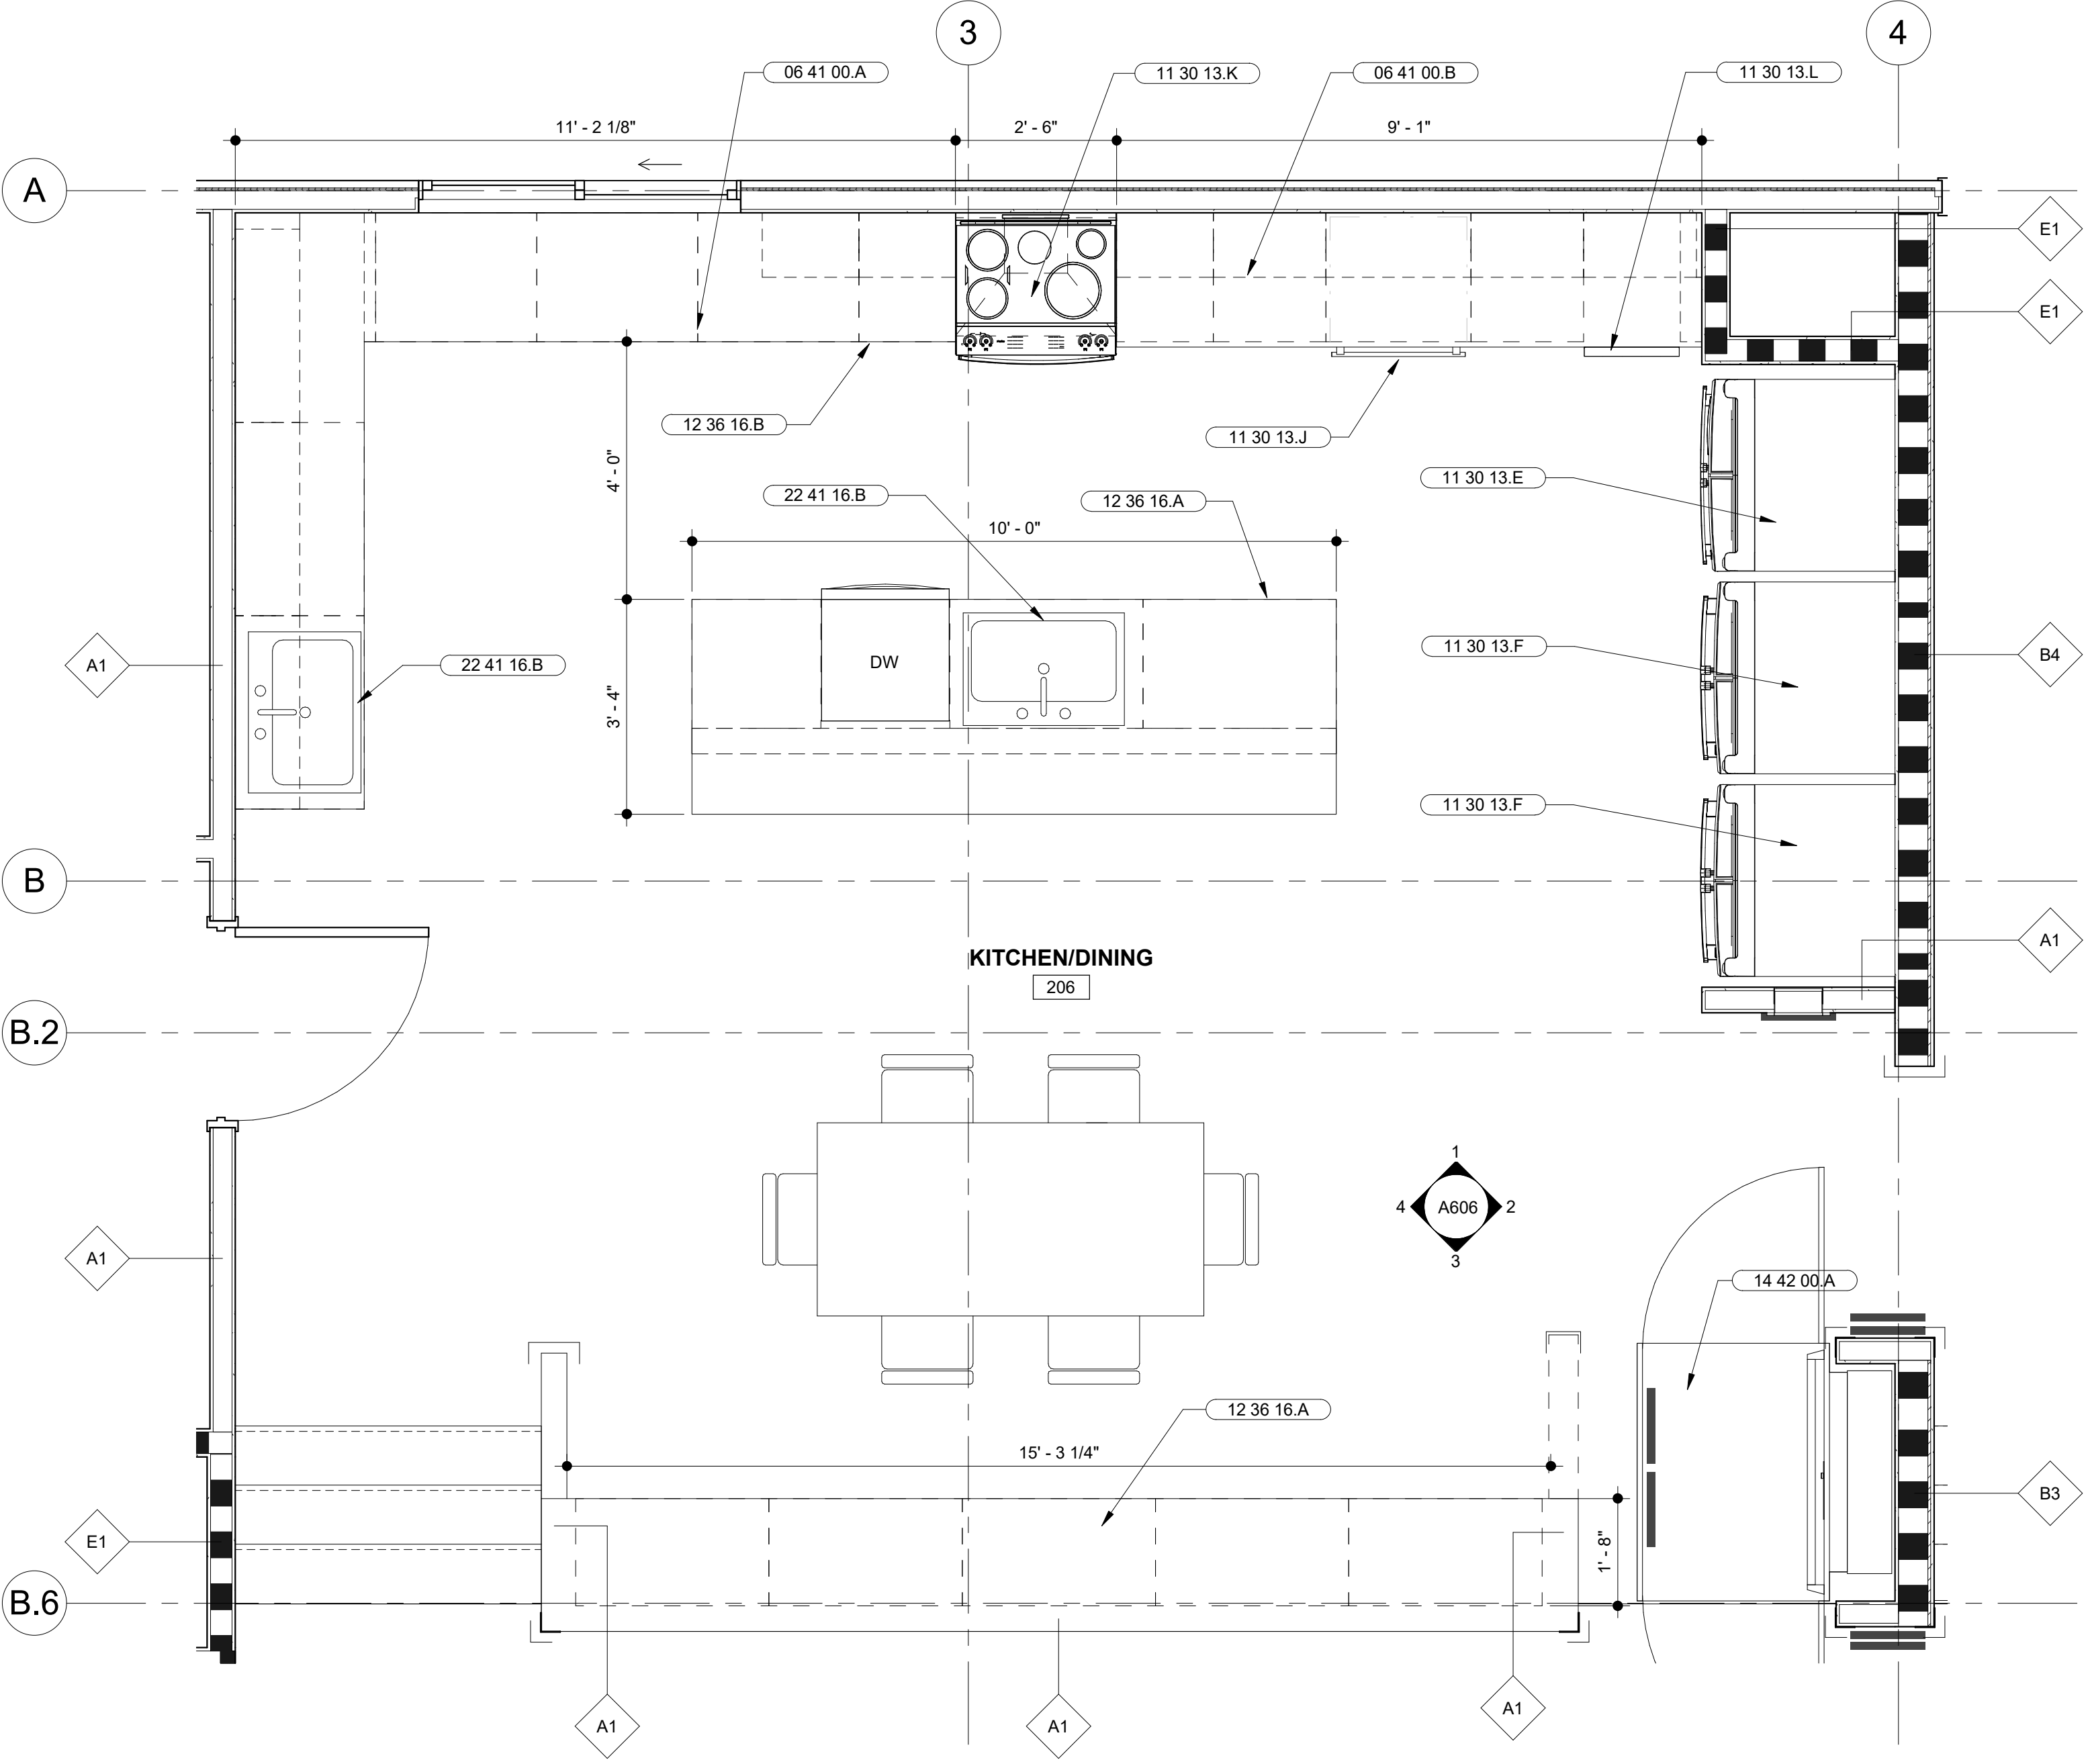 3
4
06 41 00.A
11 30 13.K
06 41 00.B
11 30 13.L
11' - 2 1/8"
2' - 6"
9' - 1"
A
E1
E1
12 36 16.B
11 30 13.J
4' - 0"
11 30 13.E
22 41 16.B
12 36 16.A
10' - 0"
A1
22 41 16.B
DW
11 30 13.F
B4
3' - 4"
11 30 13.F
B
A1
KITCHEN/DINING
206
B.2
1
4
A606
2
3
A1
14 42 00.A
12 36 16.A
15' - 3 1/4"
B3
E1
1' - 8"
B.6
A1
A1
A1